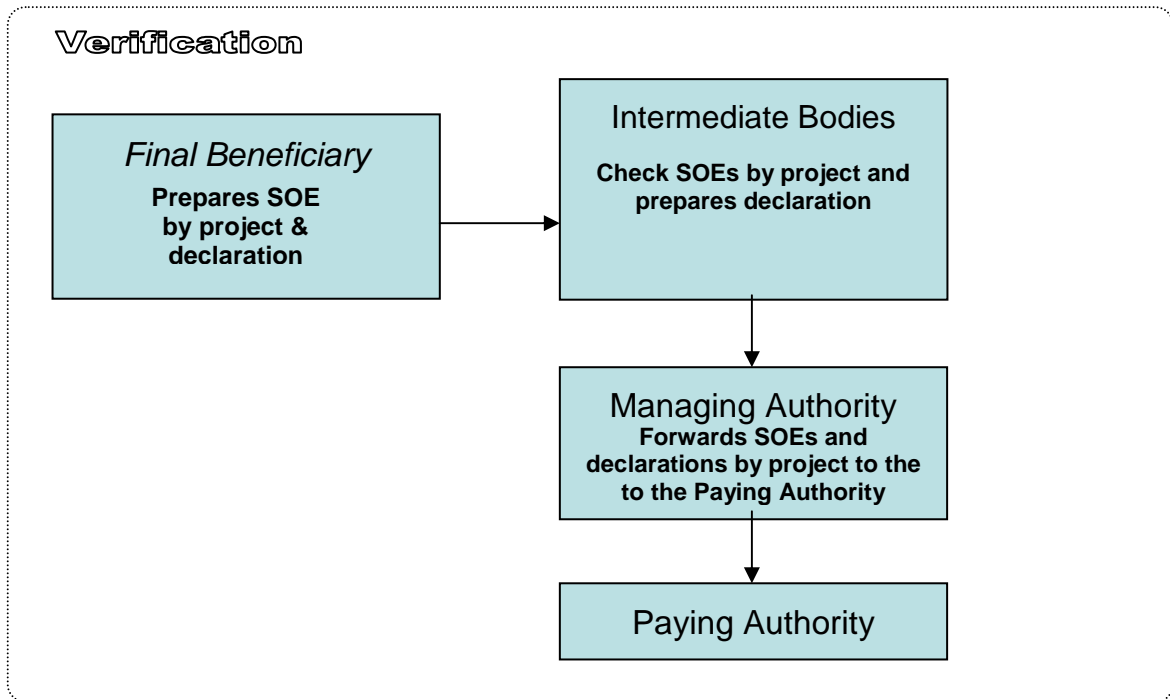 Verification
Final Beneficiary
Prepares SOE
by project &
declaration
Intermediate Bodies
Check SOEs by project and
prepares declaration
Managing Authority
Forwards SOEs and
declarations by project to the
to the Paying Authority
Paying Authority